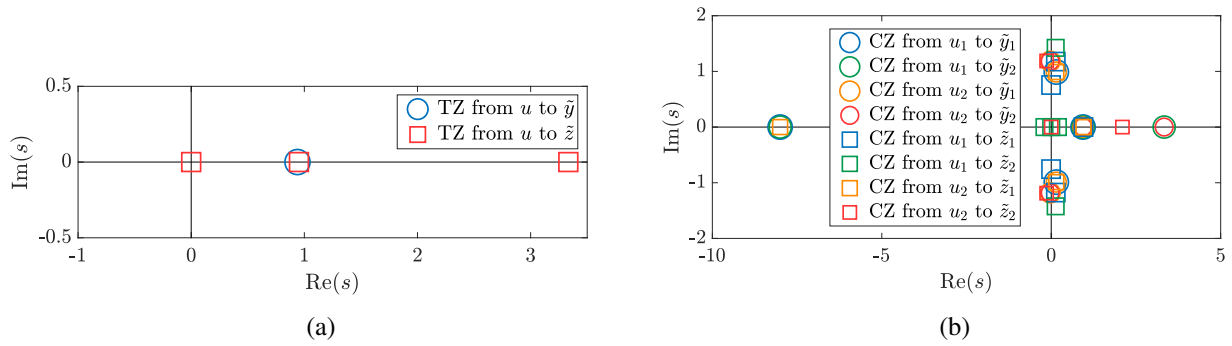 0.5
0
-0.5
Im(s)
-1
0
1
2
3
Re(s)
TZ from u to ỹ
TZ from u to z̃
(a)
2
1
0
-1
-2
Im(s)
-10
-5
0
5
Re(s)
CZ from u₁ to ỹ₁
CZ from u₁ to ỹ₂
CZ from u₂ to ỹ₁
CZ from u₂ to ỹ₂
CZ from u₁ to z̃₁
CZ from u₁ to z̃₂
CZ from u₂ to z̃₁
CZ from u₂ to z̃₂
(b)